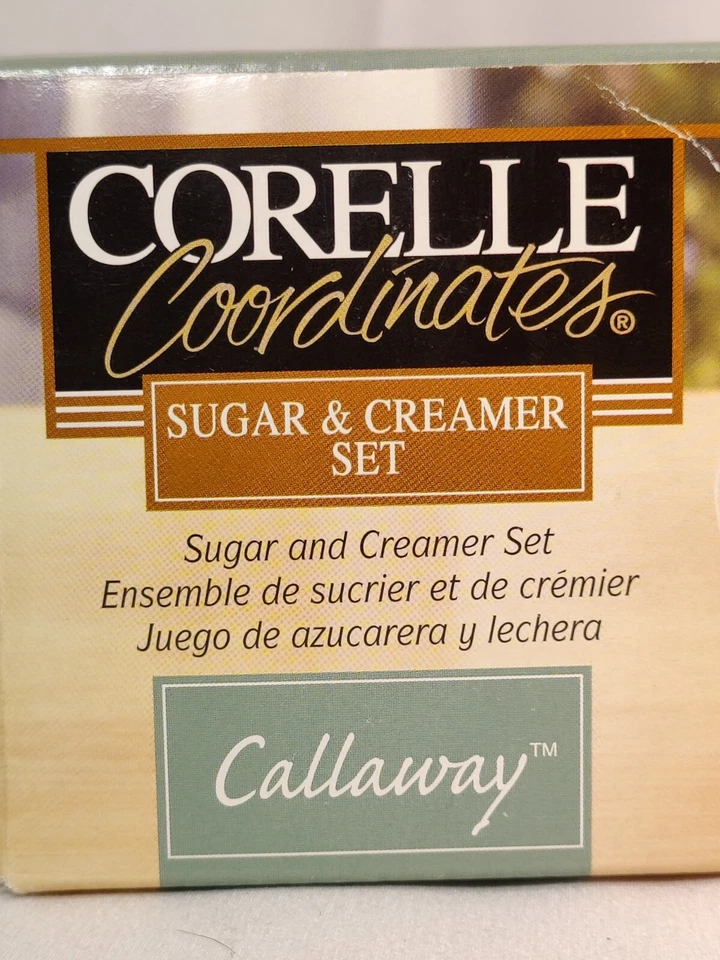 CORELLE
Coordinates®
SUGAR & CREAMER
SET
Sugar and Creamer Set
Ensemble de sucrier et de crémier
Juego de azucarera y lechera
Callaway™